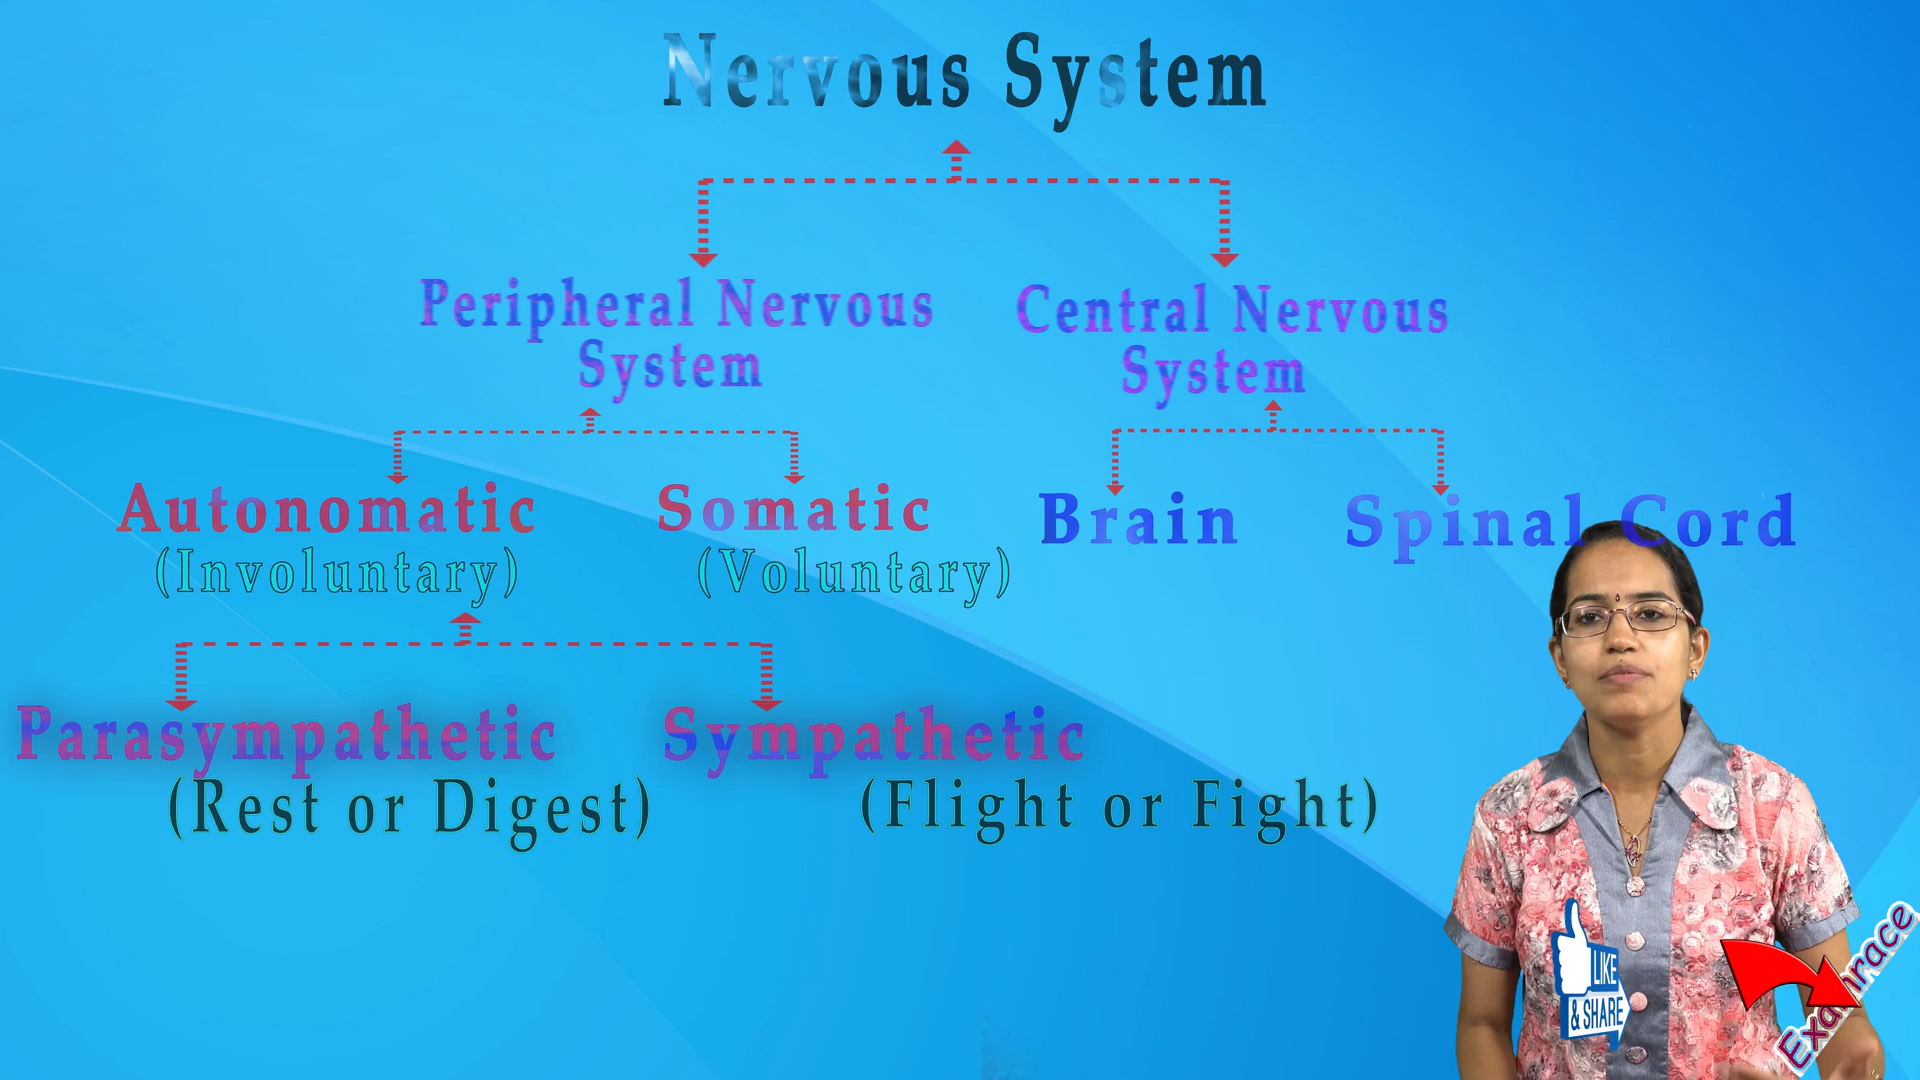 Nervous System
Peripheral Nervous
System
Central Nervous
System
Autonomatic
(Involuntary)
Somatic
(Voluntary)
Brain
Spinal Cord
Parasympathetic
(Rest or Digest)
Sympathetic
(Flight or Fight)
LIKE
& SHARE